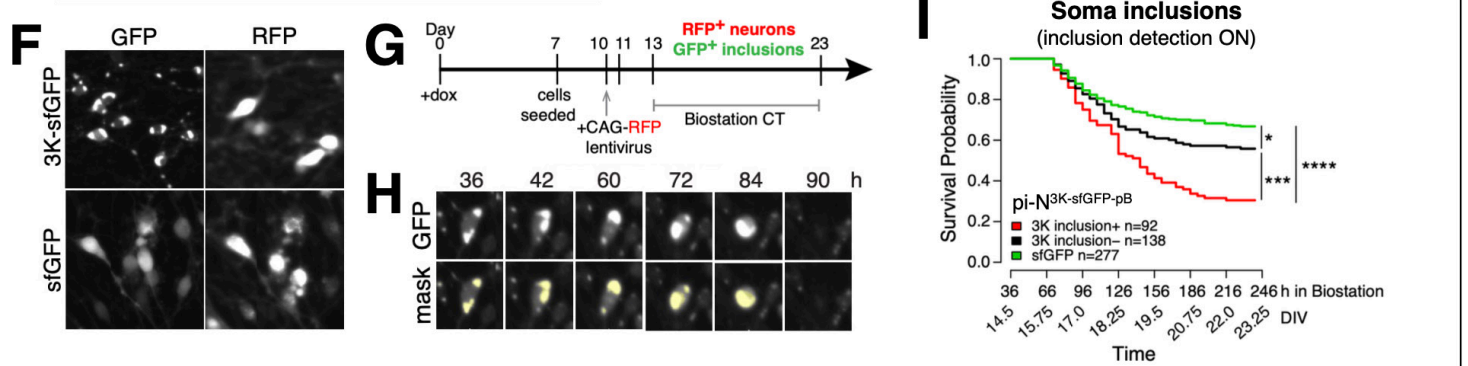 F
GFP RFP
3K-sfGFP
sfGFP
G
Day
0 7 10 11 13 23
RFP⁺ neurons
GFP⁺ inclusions
+dox
cells
seeded
+CAG-RFP
lentivirus
Biostation CT
H
36 42 60 72 84 90 h
GFP
mask
I
Soma inclusions
(inclusion detection ON)
Survival Probability
1.0
0.8
0.6
0.4
0.2
0.0
*
***
****
pi-N³ᴷ⁻ˢᶠᴳᶠᴾ⁻ᵖᴮ
3K inclusion+ n=92
3K inclusion− n=138
sfGFP n=277
36 66 96 126 156 186 216 246 h in Biostation
14.5 15.75 17.0 18.25 19.5 20.75 22.0 23.25 DIV
Time